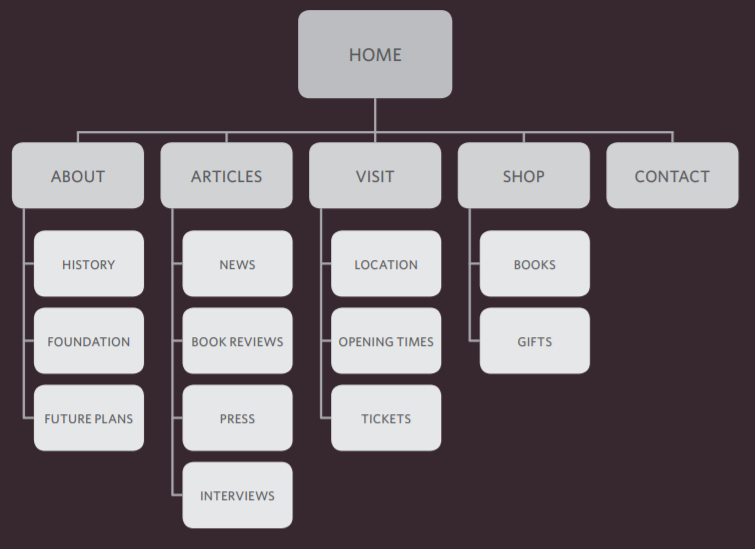 HOME
ABOUT
ARTICLES
VISIT
SHOP
CONTACT
HISTORY
NEWS
LOCATION
BOOKS
FOUNDATION
BOOK REVIEWS
OPENING TIMES
GIFTS
FUTURE PLANS
PRESS
TICKETS
INTERVIEWS